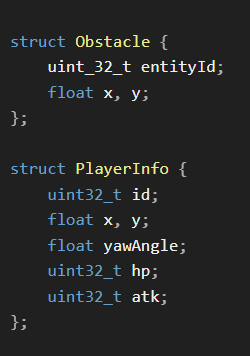 struct Obstacle {
    uint_32_t entityId;
    float x, y;
};
struct PlayerInfo {
    uint32_t id;
    float x, y;
    float yawAngle;
    uint32_t hp;
    uint32_t atk;
};